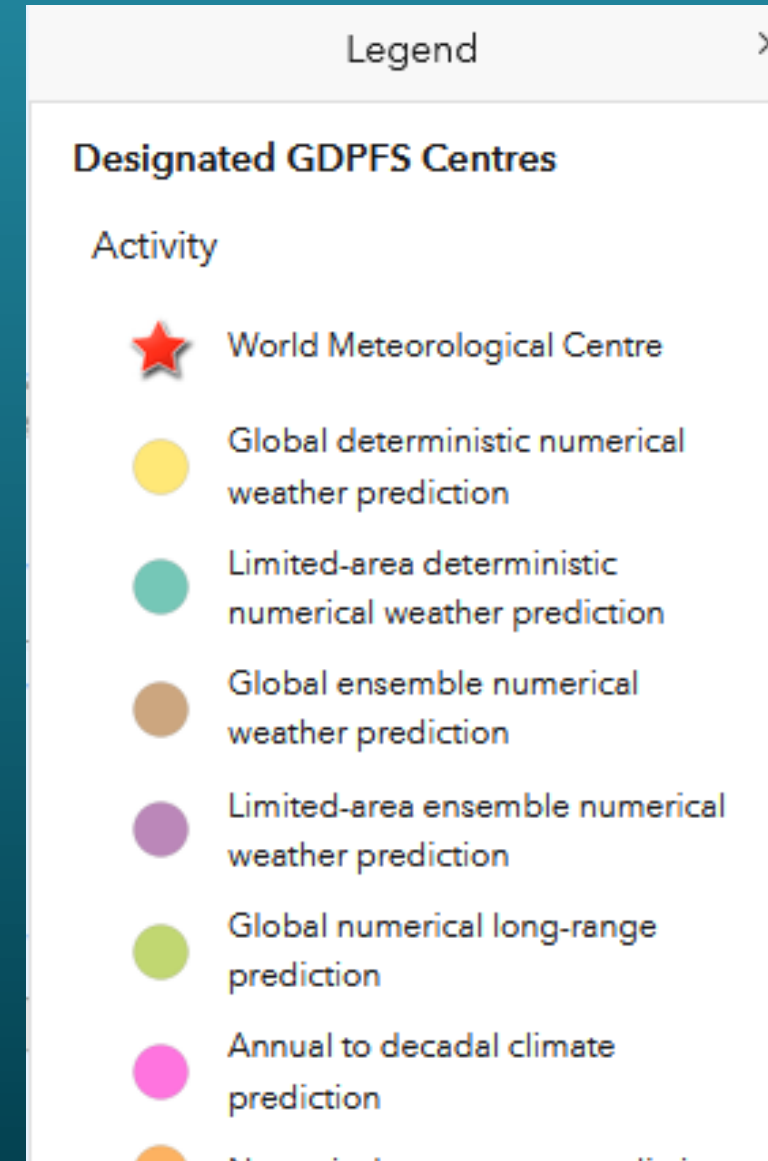 Legend
Designated GDPFS Centres
Activity
World Meteorological Centre
Global deterministic numerical
weather prediction
Limited-area deterministic
numerical weather prediction
Global ensemble numerical
weather prediction
Limited-area ensemble numerical
weather prediction
Global numerical long-range
prediction
Annual to decadal climate
prediction